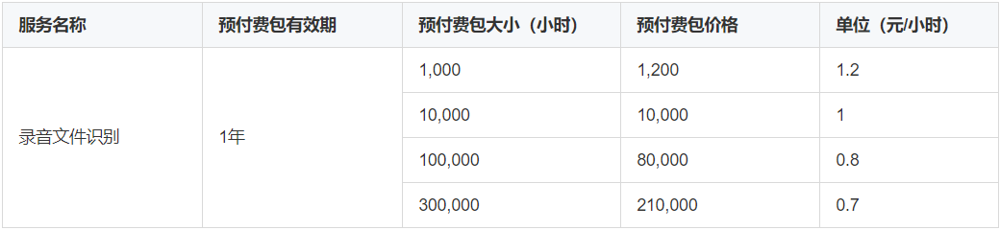 服务名称 预付费包有效期 预付费包大小（小时） 预付费包价格 单位（元/小时）
1,000 1,200 1.2
10,000 10,000 1
录音文件识别 1年
100,000 80,000 0.8
300,000 210,000 0.7